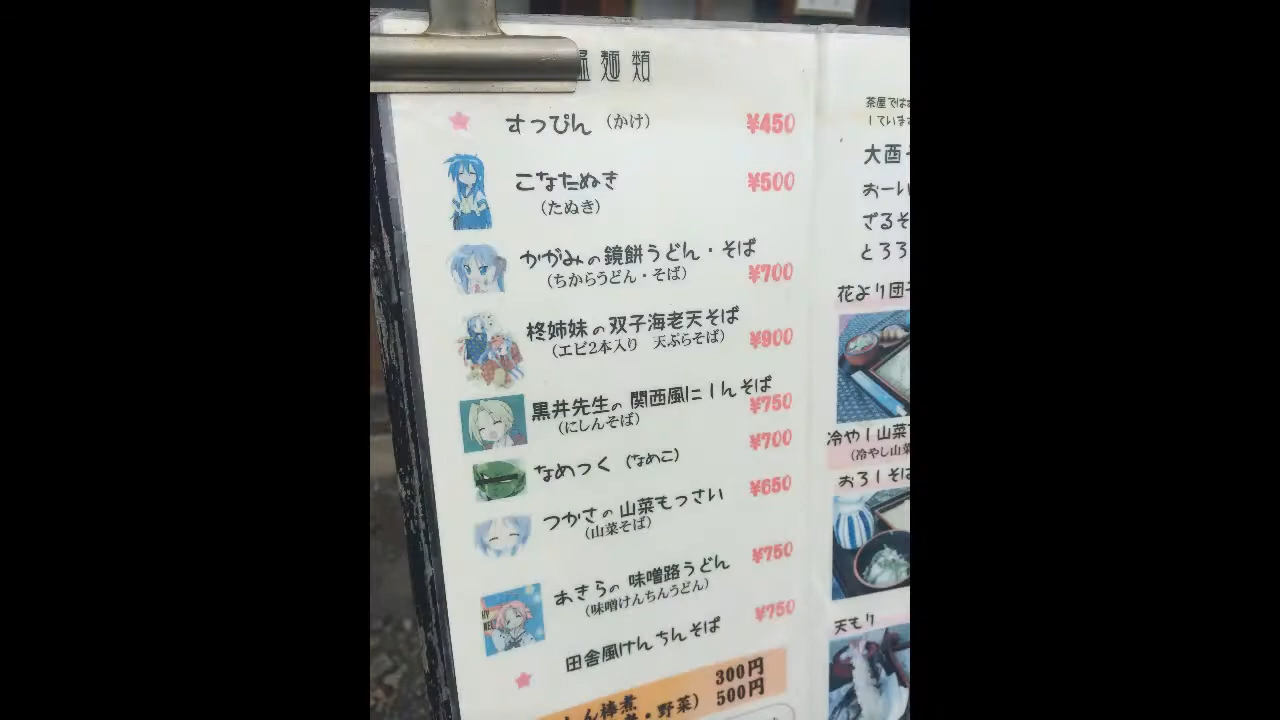 温麺類
すっぴん（かけ） ¥450
こなたぬき ¥500
（たぬき）
かがみの鏡餅うどん・そば
（ちからうどん・そば） ¥700
柊姉妹の双子海老天そば
（エビ2本入り 天ぷらそば） ¥900
黒井先生の関西風にしんそば
（にしんそば） ¥750
なめっく（なめこ） ¥700
つかさの山菜もっさい ¥650
（山菜そば）
あきらの味噌路うどん ¥750
（味噌けんちんうどん）
田舎風けんちんそば ¥750
300円
・野菜） 500円
茶屋では
しています
大酉
おーい
ざるそ
とろろ
花より団子
冷やし山菜
（冷やし山菜
おろしそば
天もり